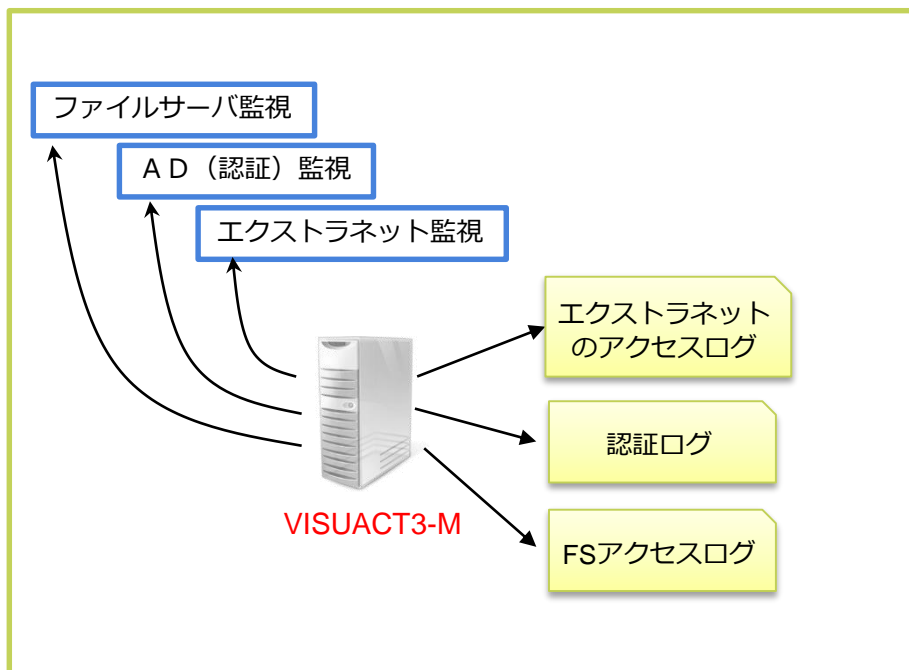 ファイルサーバ監視
ＡＤ（認証）監視
エクストラネット監視
エクストラネット
のアクセスログ
認証ログ
VISUACT3-M
FSアクセスログ